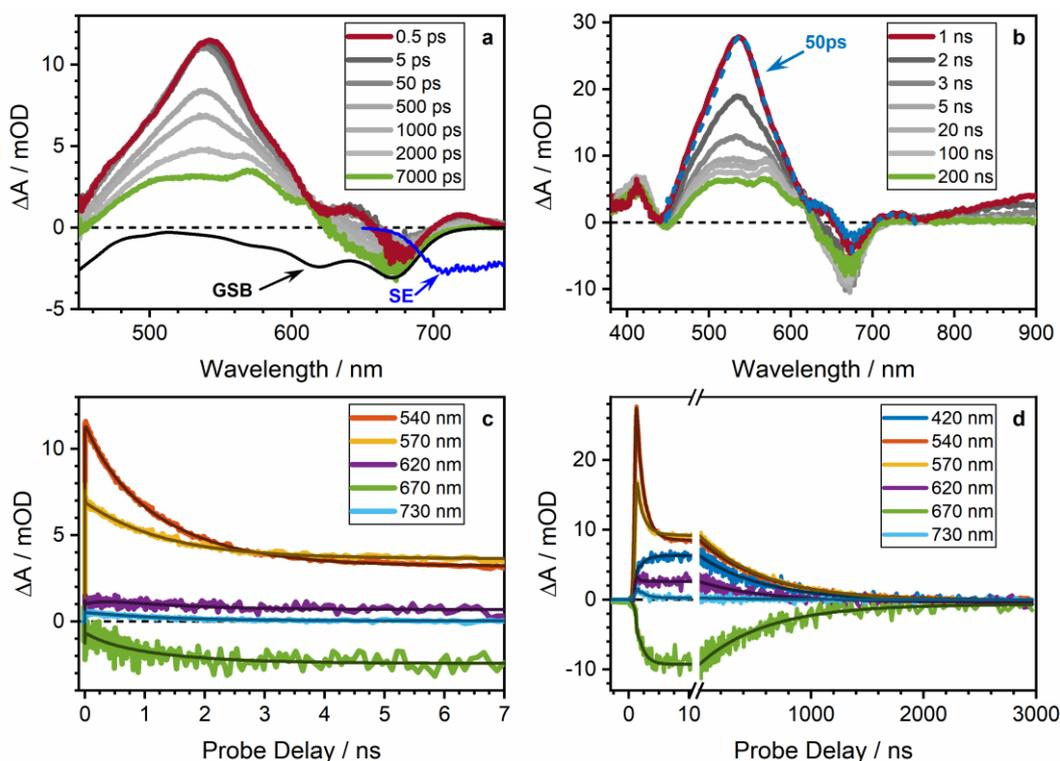 a
0.5 ps
5 ps
50 ps
500 ps
1000 ps
2000 ps
7000 ps
GSB
SE
10
5
0
-5
500
600
700
ΔA / mOD
Wavelength / nm
b
50ps
1 ns
2 ns
3 ns
5 ns
20 ns
100 ns
200 ns
30
20
10
0
-10
400
500
600
700
800
900
ΔA / mOD
Wavelength / nm
c
540 nm
570 nm
620 nm
670 nm
730 nm
10
5
0
0
1
2
3
4
5
6
7
ΔA / mOD
Probe Delay / ns
d
420 nm
540 nm
570 nm
620 nm
670 nm
730 nm
20
10
0
-10
0
10
1000
2000
3000
ΔA / mOD
Probe Delay / ns